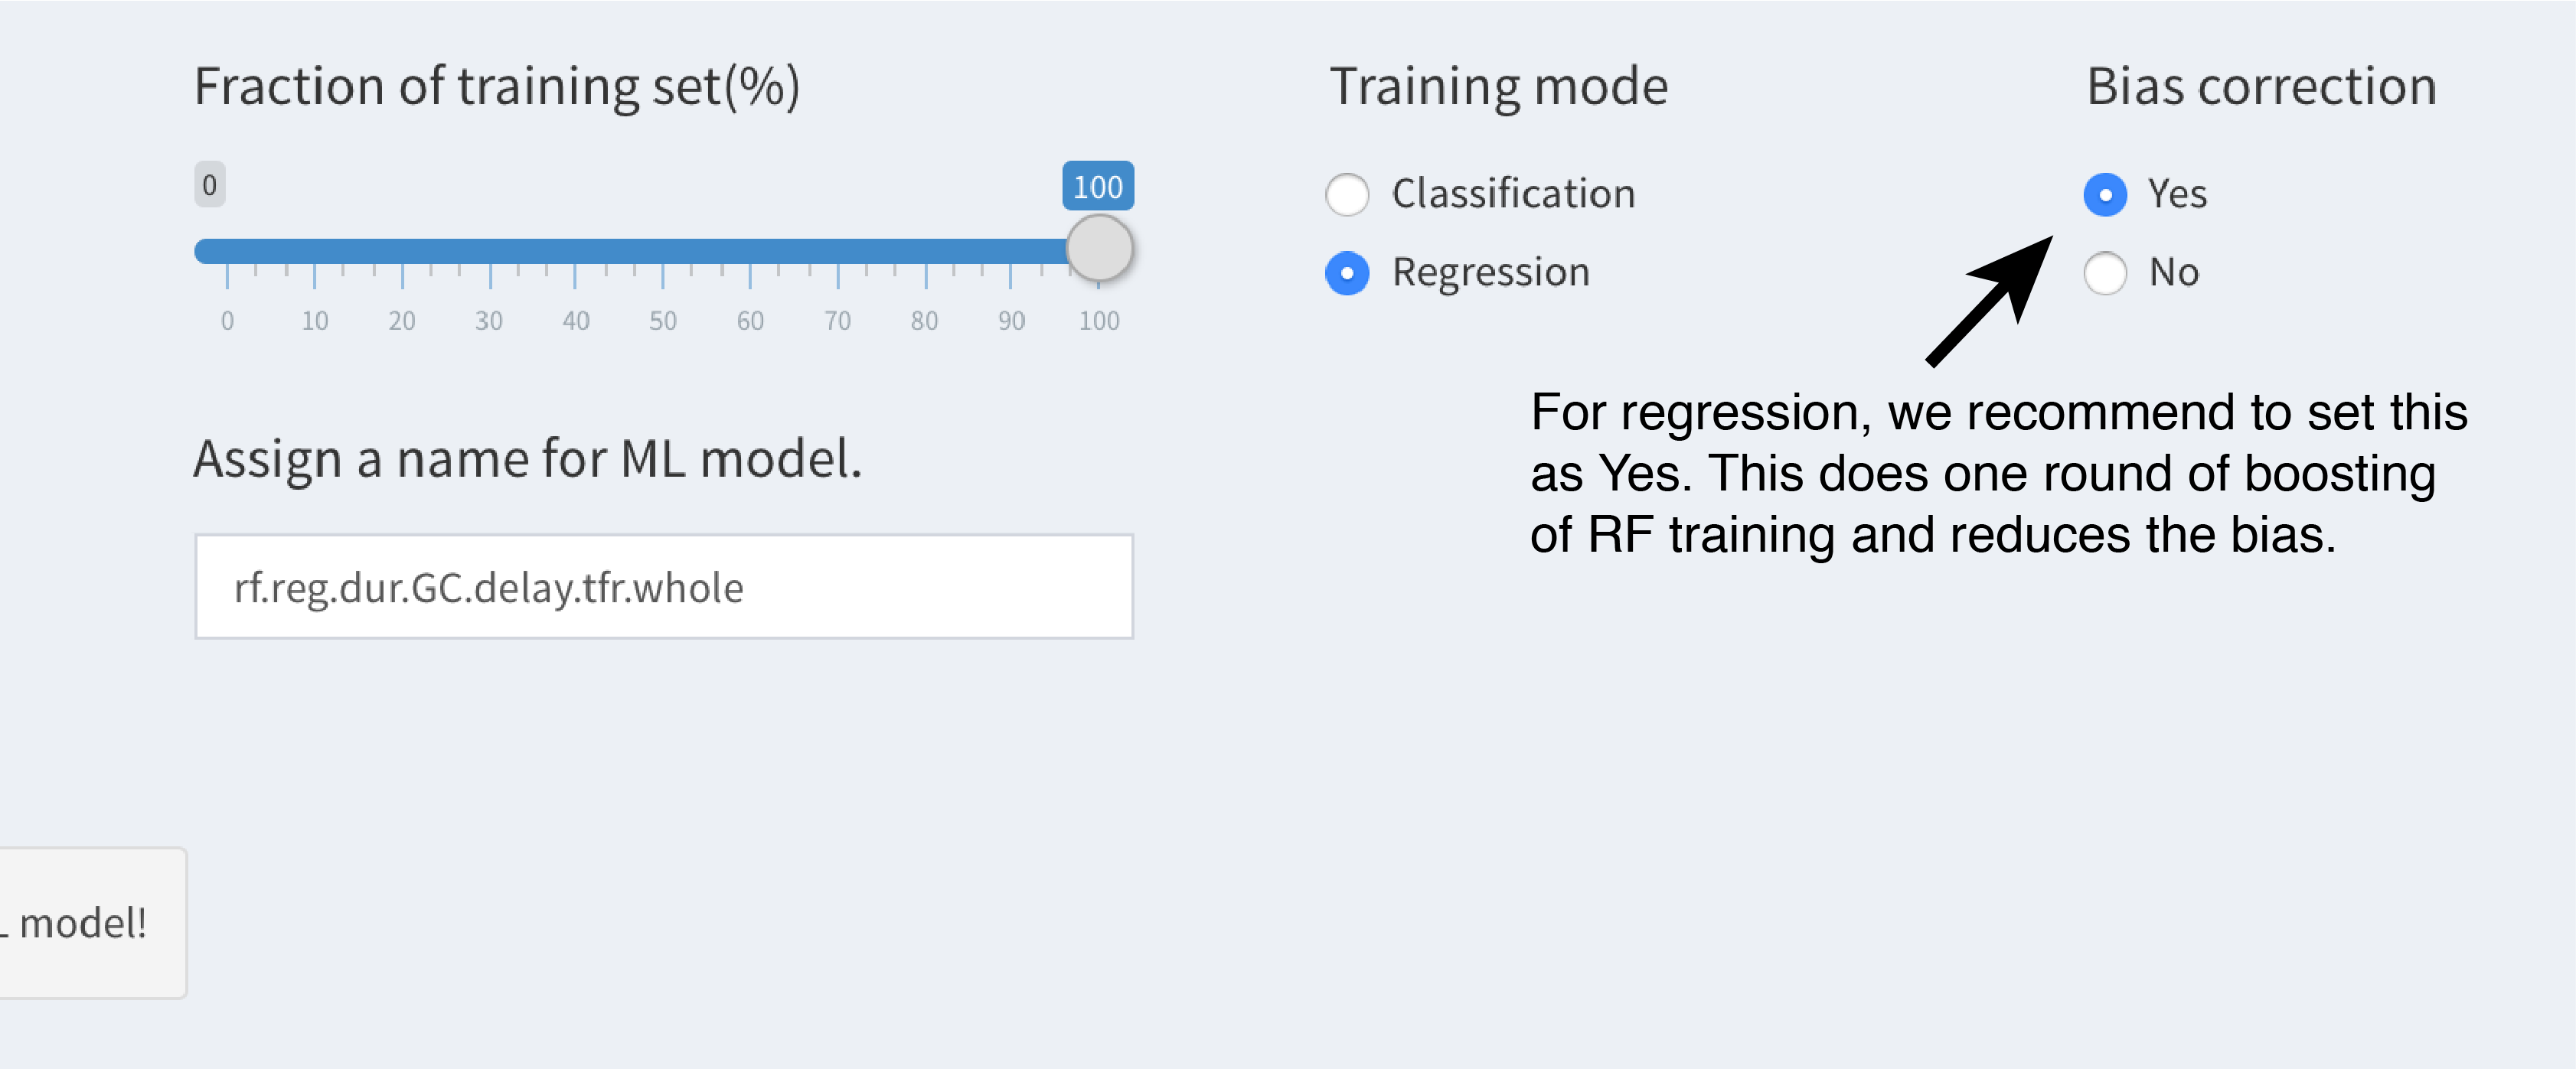 Fraction of training set(%)
0
100
0 10 20 30 40 50 60 70 80 90 100
Training mode
Classification
Regression
Bias correction
Yes
No
For regression, we recommend to set this
as Yes. This does one round of boosting
of RF training and reduces the bias.
Assign a name for ML model.
rf.reg.dur.GC.delay.tfr.whole
model!